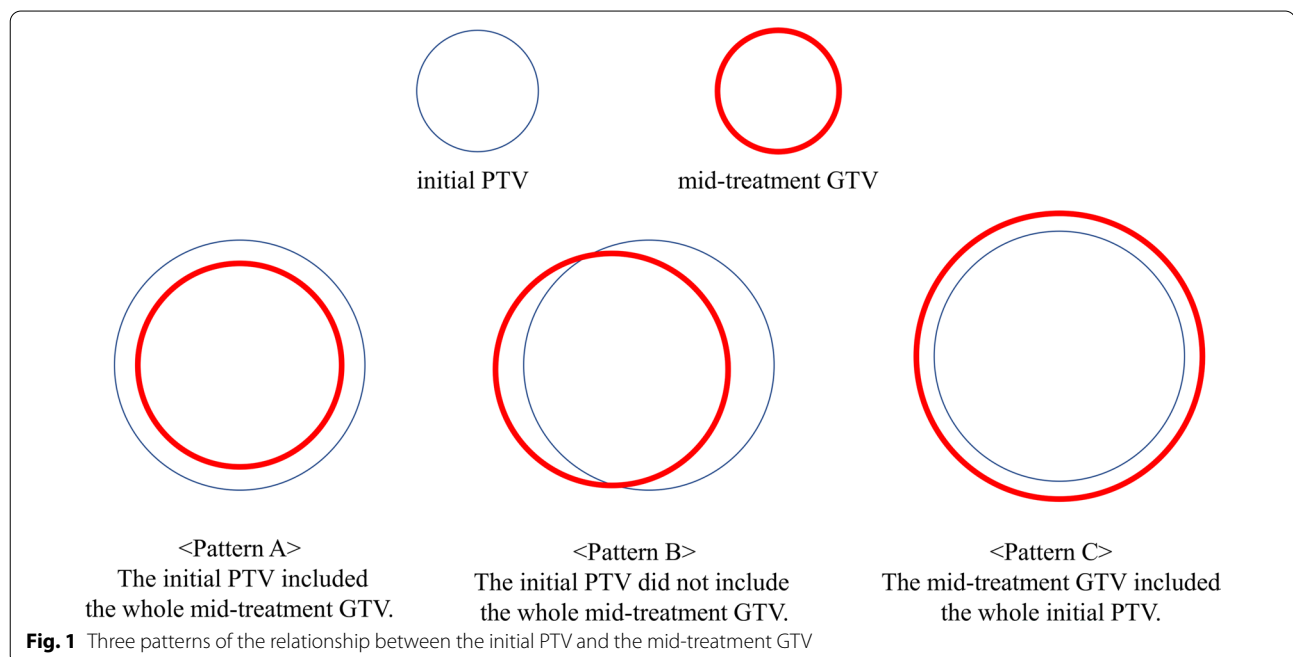 initial PTV
mid-treatment GTV
<Pattern A>
The initial PTV included
the whole mid-treatment GTV.
<Pattern B>
The initial PTV did not include
the whole mid-treatment GTV.
<Pattern C>
The mid-treatment GTV included
the whole initial PTV.
Fig. 1 Three patterns of the relationship between the initial PTV and the mid-treatment GTV